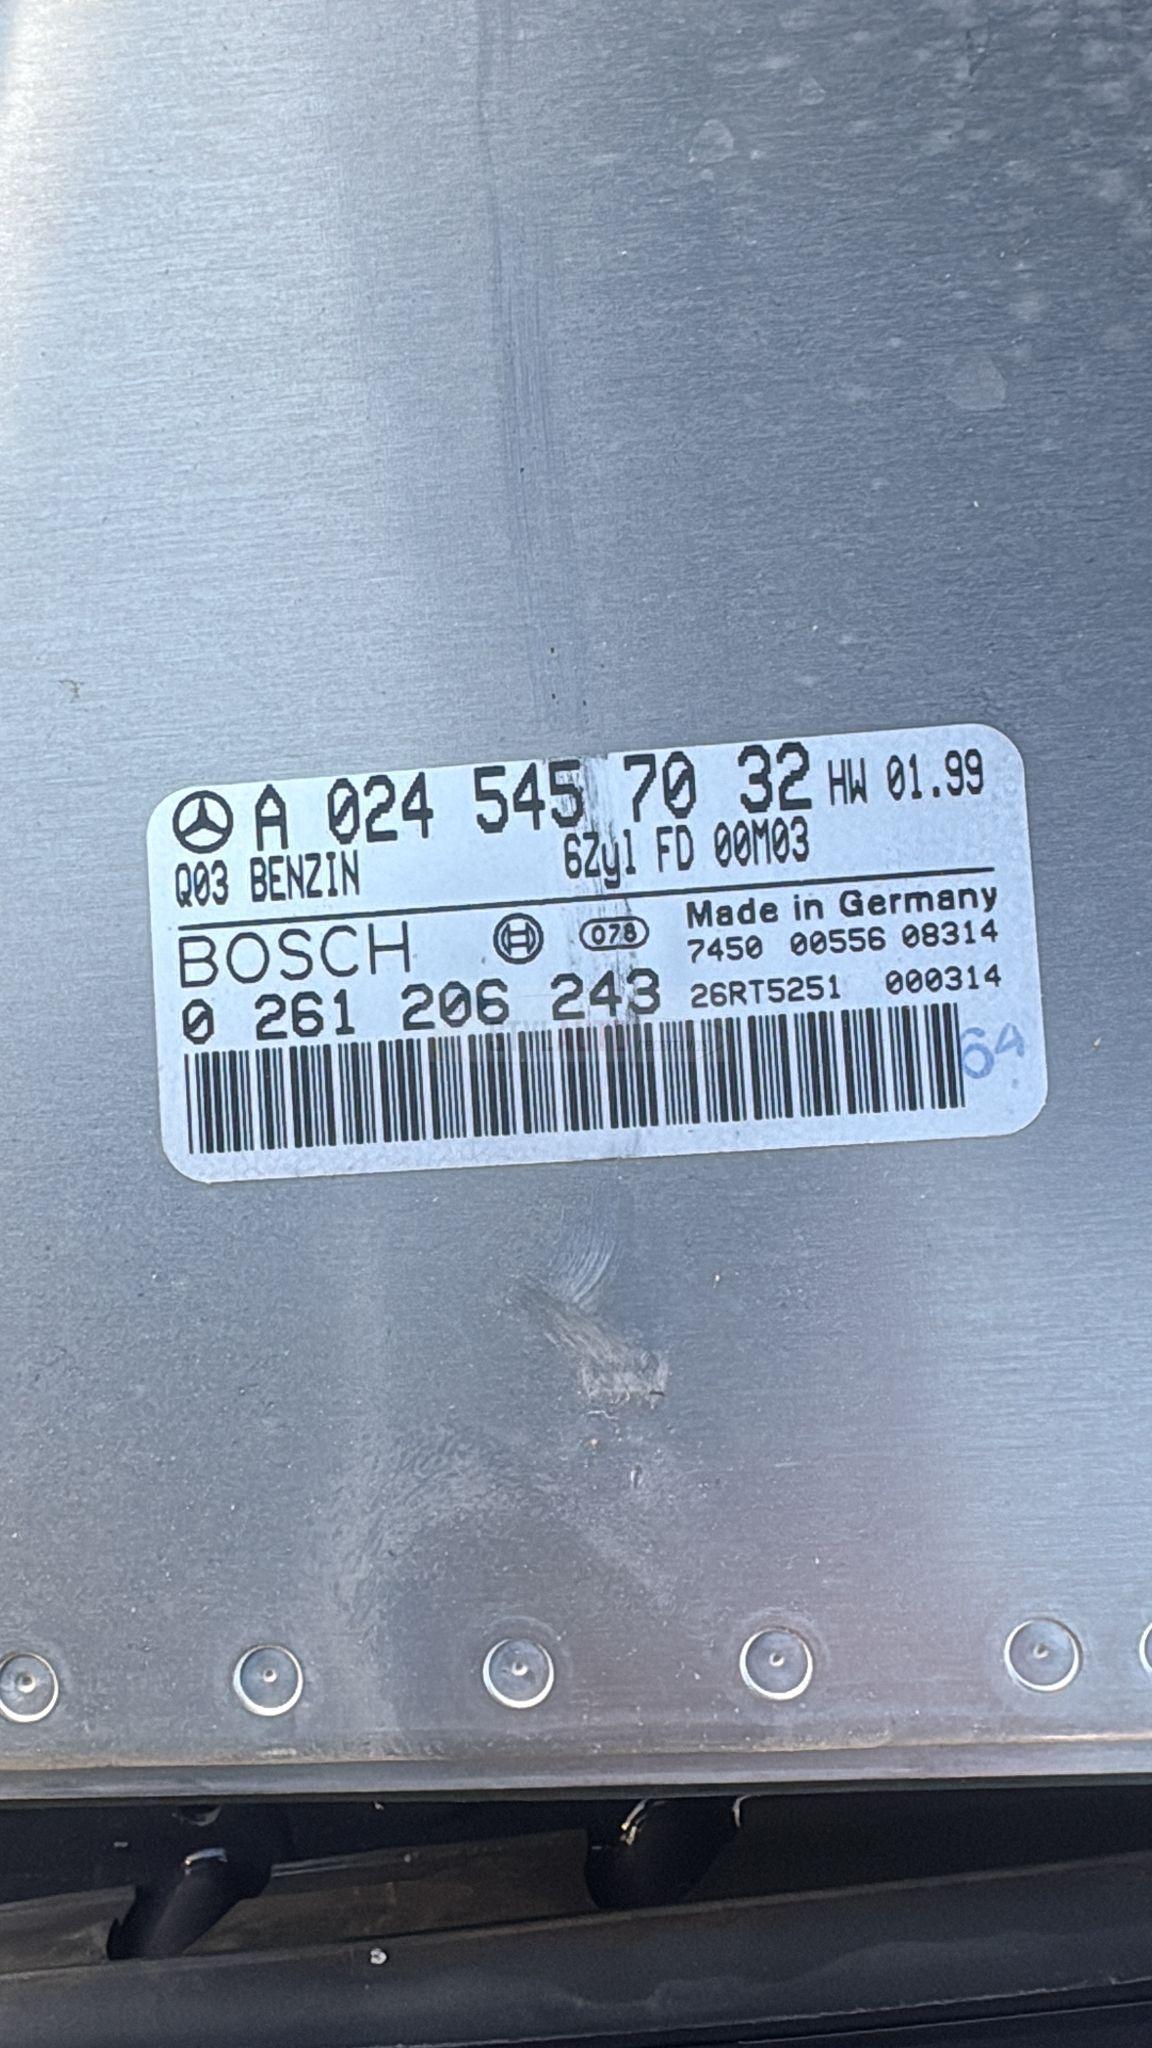 A 024 545 70 32 HW 01.99
Q03 BENZIN 6Zyl FD 00M03
BOSCH 078 Made in Germany
7450 00556 08314
0 261 206 243 26RT5251 000314
64